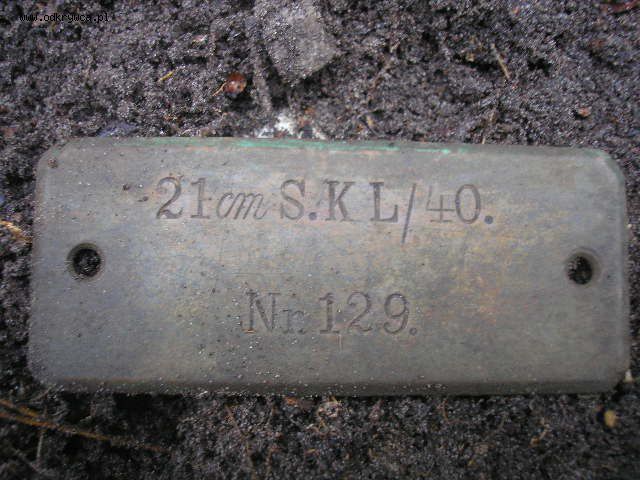 www.odkrywca.pl
21cm S.K L/40.
Nr. 129.